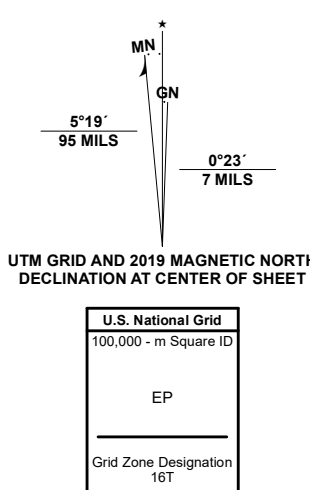 ★
MN
GN
5°19´
95 MILS
0°23´
7 MILS
UTM GRID AND 2019 MAGNETIC NORTH
DECLINATION AT CENTER OF SHEET
U.S. National Grid
100,000 - m Square ID
EP
Grid Zone Designation
16T